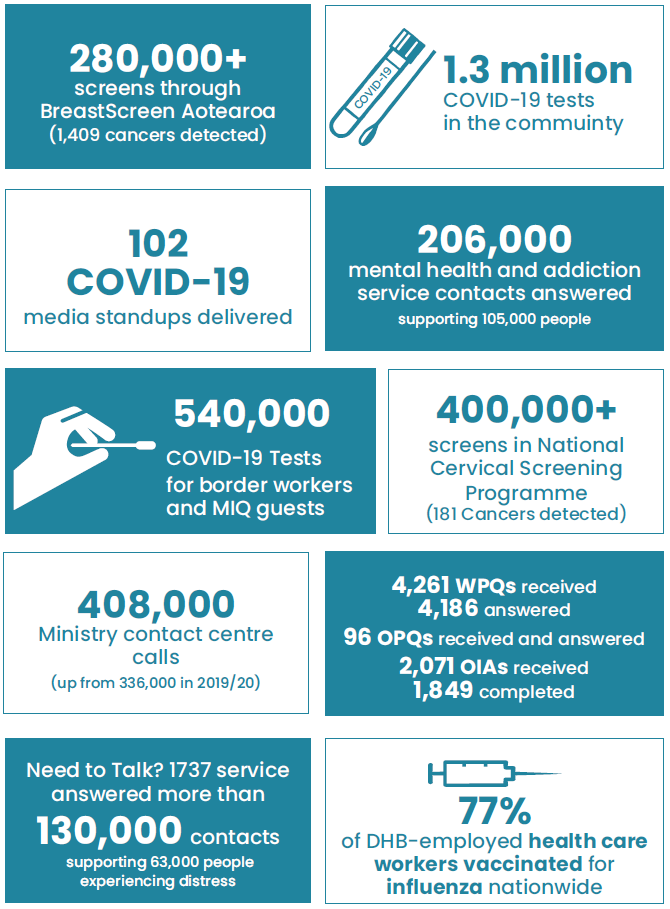 280,000+
screens through
BreastScreen Aotearoa
(1,409 cancers detected)
COVID-19
1.3 million
COVID-19 tests
in the commuinty
102
COVID-19
media standups delivered
206,000
mental health and addiction
service contacts answered
supporting 105,000 people
540,000
COVID-19 Tests
for border workers
and MIQ guests
400,000+
screens in National
Cervical Screening
Programme
(181 Cancers detected)
408,000
Ministry contact centre
calls
(up from 336,000 in 2019/20)
4,261 WPQs received
4,186 answered
96 OPQs received and answered
2,071 OIAs received
1,849 completed
Need to Talk? 1737 service
answered more than
130,000 contacts
supporting 63,000 people
experiencing distress
77%
of DHB-employed health care
workers vaccinated for
influenza nationwide